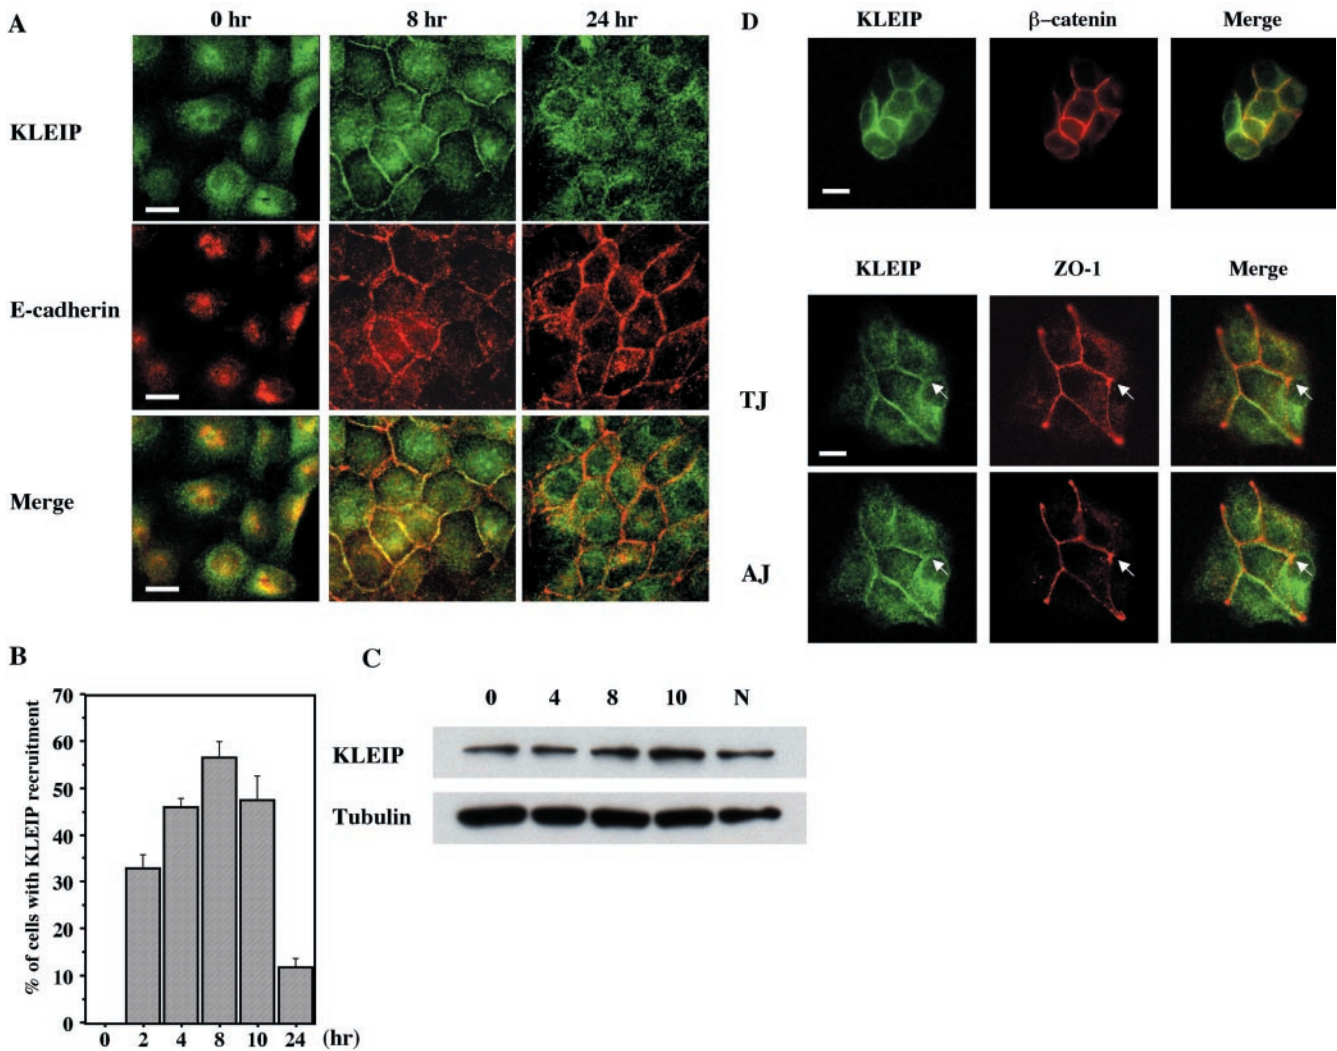 A
0 hr 8 hr 24 hr
KLEIP
E-cadherin
Merge
B
% of cells with KLEIP recruitment
70
60
50
40
30
20
10
0
0 2 4 8 10 24 (hr)
C
0 4 8 10 N
KLEIP
Tubulin
D
KLEIP β–catenin Merge
KLEIP ZO-1 Merge
TJ
AJ